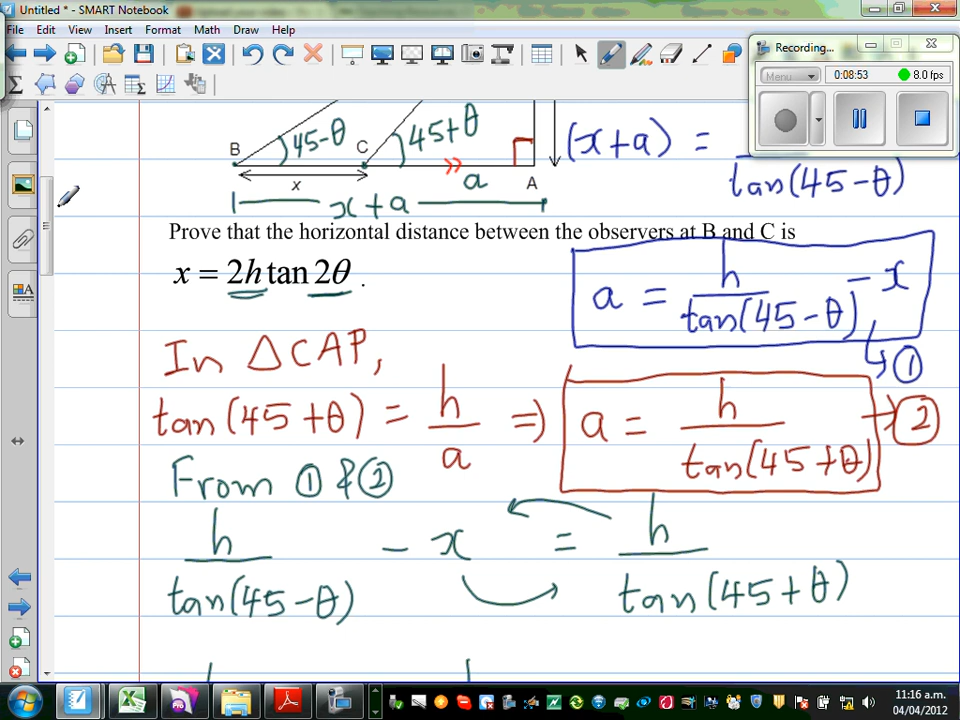 Untitled * - SMART Notebook
File Edit View Insert Format Math Draw Help
Recording...
Menu 0:08:53 8.0 fps
B 45-θ C 45+θ (x+a) =
tan(45-θ)
x a A
x+a
Prove that the horizontal distance between the observers at B and C is
x = 2h tan 2θ .
a = h / tan(45-θ) - x
→ ①
In ΔCAP,
tan(45+θ) = h / a ⇒ a = h / tan(45+θ) → ②
From ① & ②
h / tan(45-θ) - x = h / tan(45+θ)
11:16 a.m.
04/04/2012